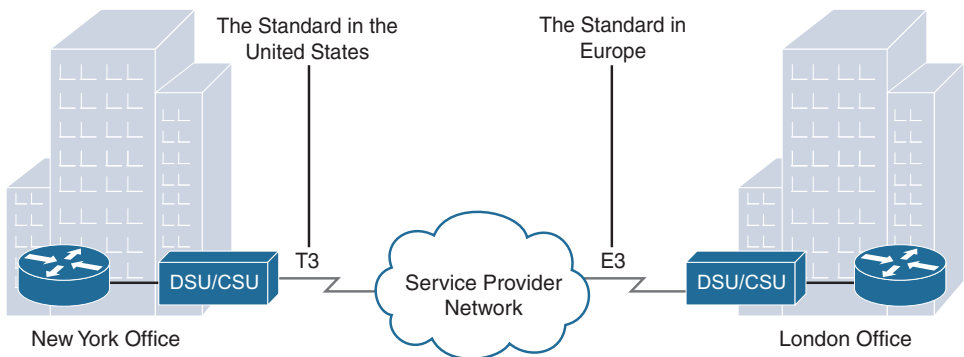 The Standard in the
United States
The Standard in
Europe
T3
E3
DSU/CSU
Service Provider
Network
DSU/CSU
New York Office
London Office